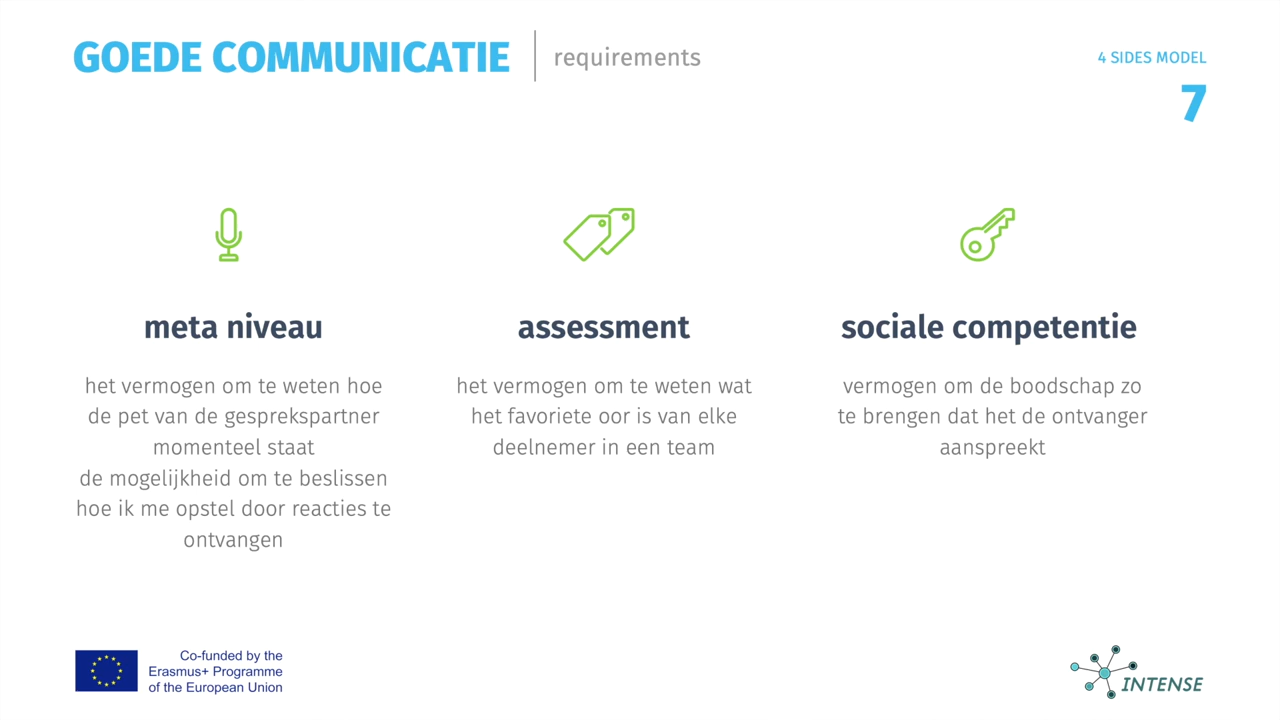 GOEDE COMMUNICATIE
requirements
4 SIDES MODEL
7
meta niveau
het vermogen om te weten hoe
de pet van de gesprekspartner
momenteel staat
de mogelijkheid om te beslissen
hoe ik me opstel door reacties te
ontvangen
assessment
het vermogen om te weten wat
het favoriete oor is van elke
deelnemer in een team
sociale competentie
vermogen om de boodschap zo
te brengen dat het de ontvanger
aanspreekt
Co-funded by the
Erasmus+ Programme
of the European Union
INTENSE